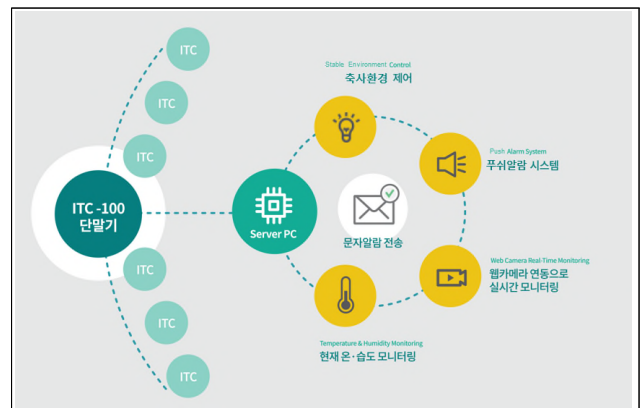 ITC
ITC
ITC
ITC -100
단말기
ITC
ITC
ITC
Server PC
Stable Environment Control
축사환경 제어
Push Alarm System
푸쉬알람 시스템
문자알람 전송
Web Camera Real-Time Monitoring
웹카메라 연동으로
실시간 모니터링
Temperature & Humidity Monitoring
현재 온·습도 모니터링